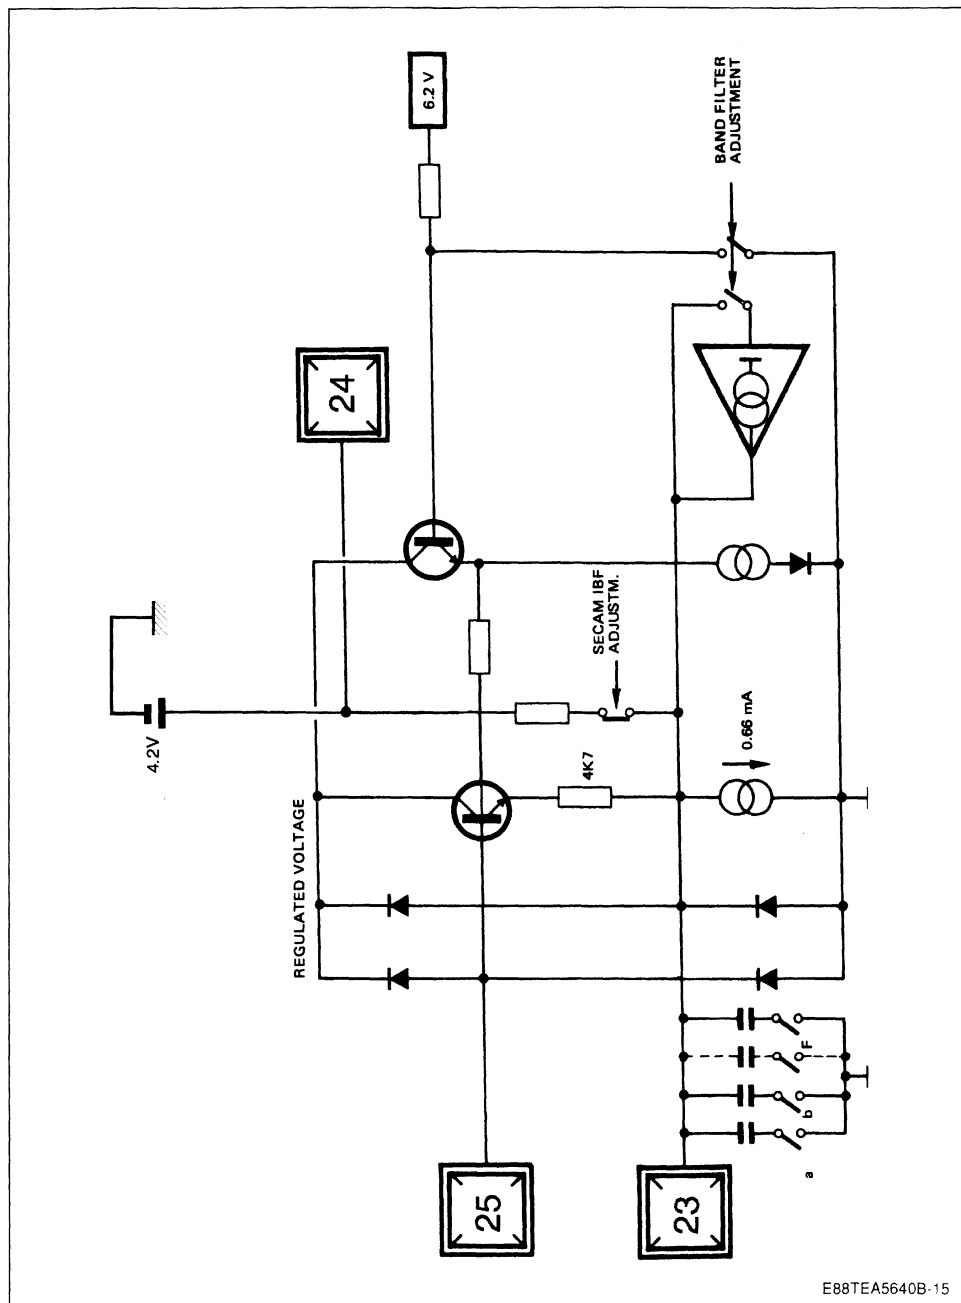 6.2 V
BAND FILTER
ADJUSTMENT
24
4.2V
SECAM IBF
ADJUSTM.
REGULATED VOLTAGE
4K7
0.66 mA
F
b
a
25
23
E88TEA5640B-15